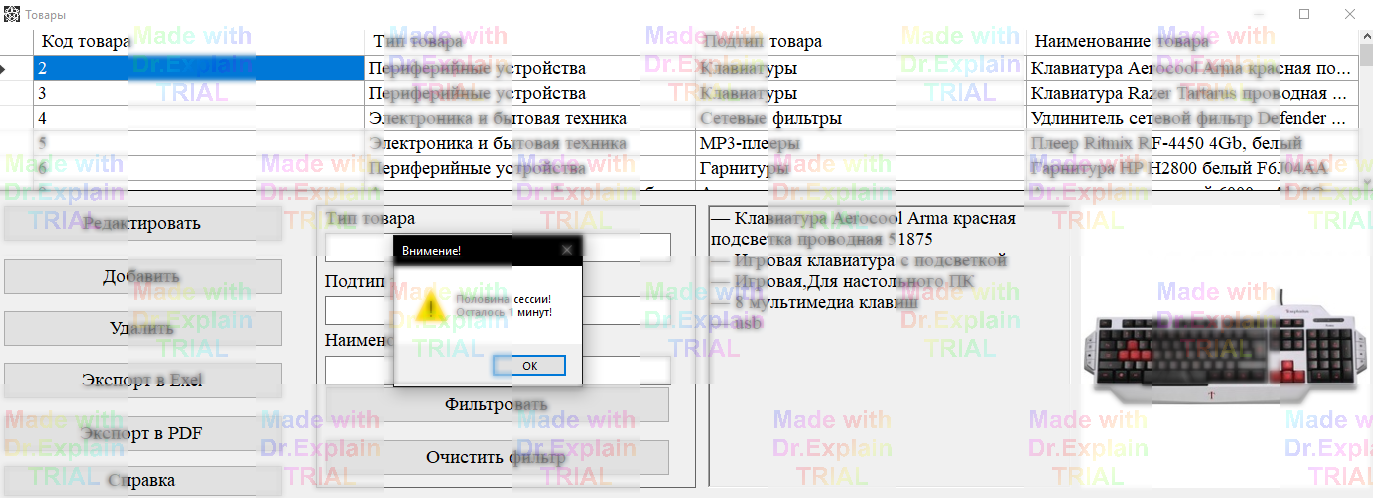 Товары
Код товара Тип товара Подтип товара Наименование товара
2 Периферийные устройства Клавиатуры Клавиатура Aerocool Arma красная по...
3 Периферийные устройства Клавиатуры Клавиатура Razer Tartarus проводная ...
4 Электроника и бытовая техника Сетевые фильтры Удлинитель сетевой фильтр Defender ...
5 Электроника и бытовая техника MP3-плееры Плеер Ritmix RF-4450 4Gb, белый
6 Периферийные устройства Гарнитуры Гарнитура HP H2800 белый F6J04AA
Редактировать
Добавить
Удалить
Экспорт в Exel
Экспорт в PDF
Справка
Тип товара
Подтип
Наимено
Фильтровать
Очистить фильтр
Внимение!
Половина сессии!
Осталось 1 минут!
OK
— Клавиатура Aerocool Arma красная
подсветка проводная 51875
— Игровая клавиатура с подсветкой
— Игровая,Для настольного ПК
— 8 мультимедиа клавиш
— usb
Made with
Dr.Explain
TRIAL